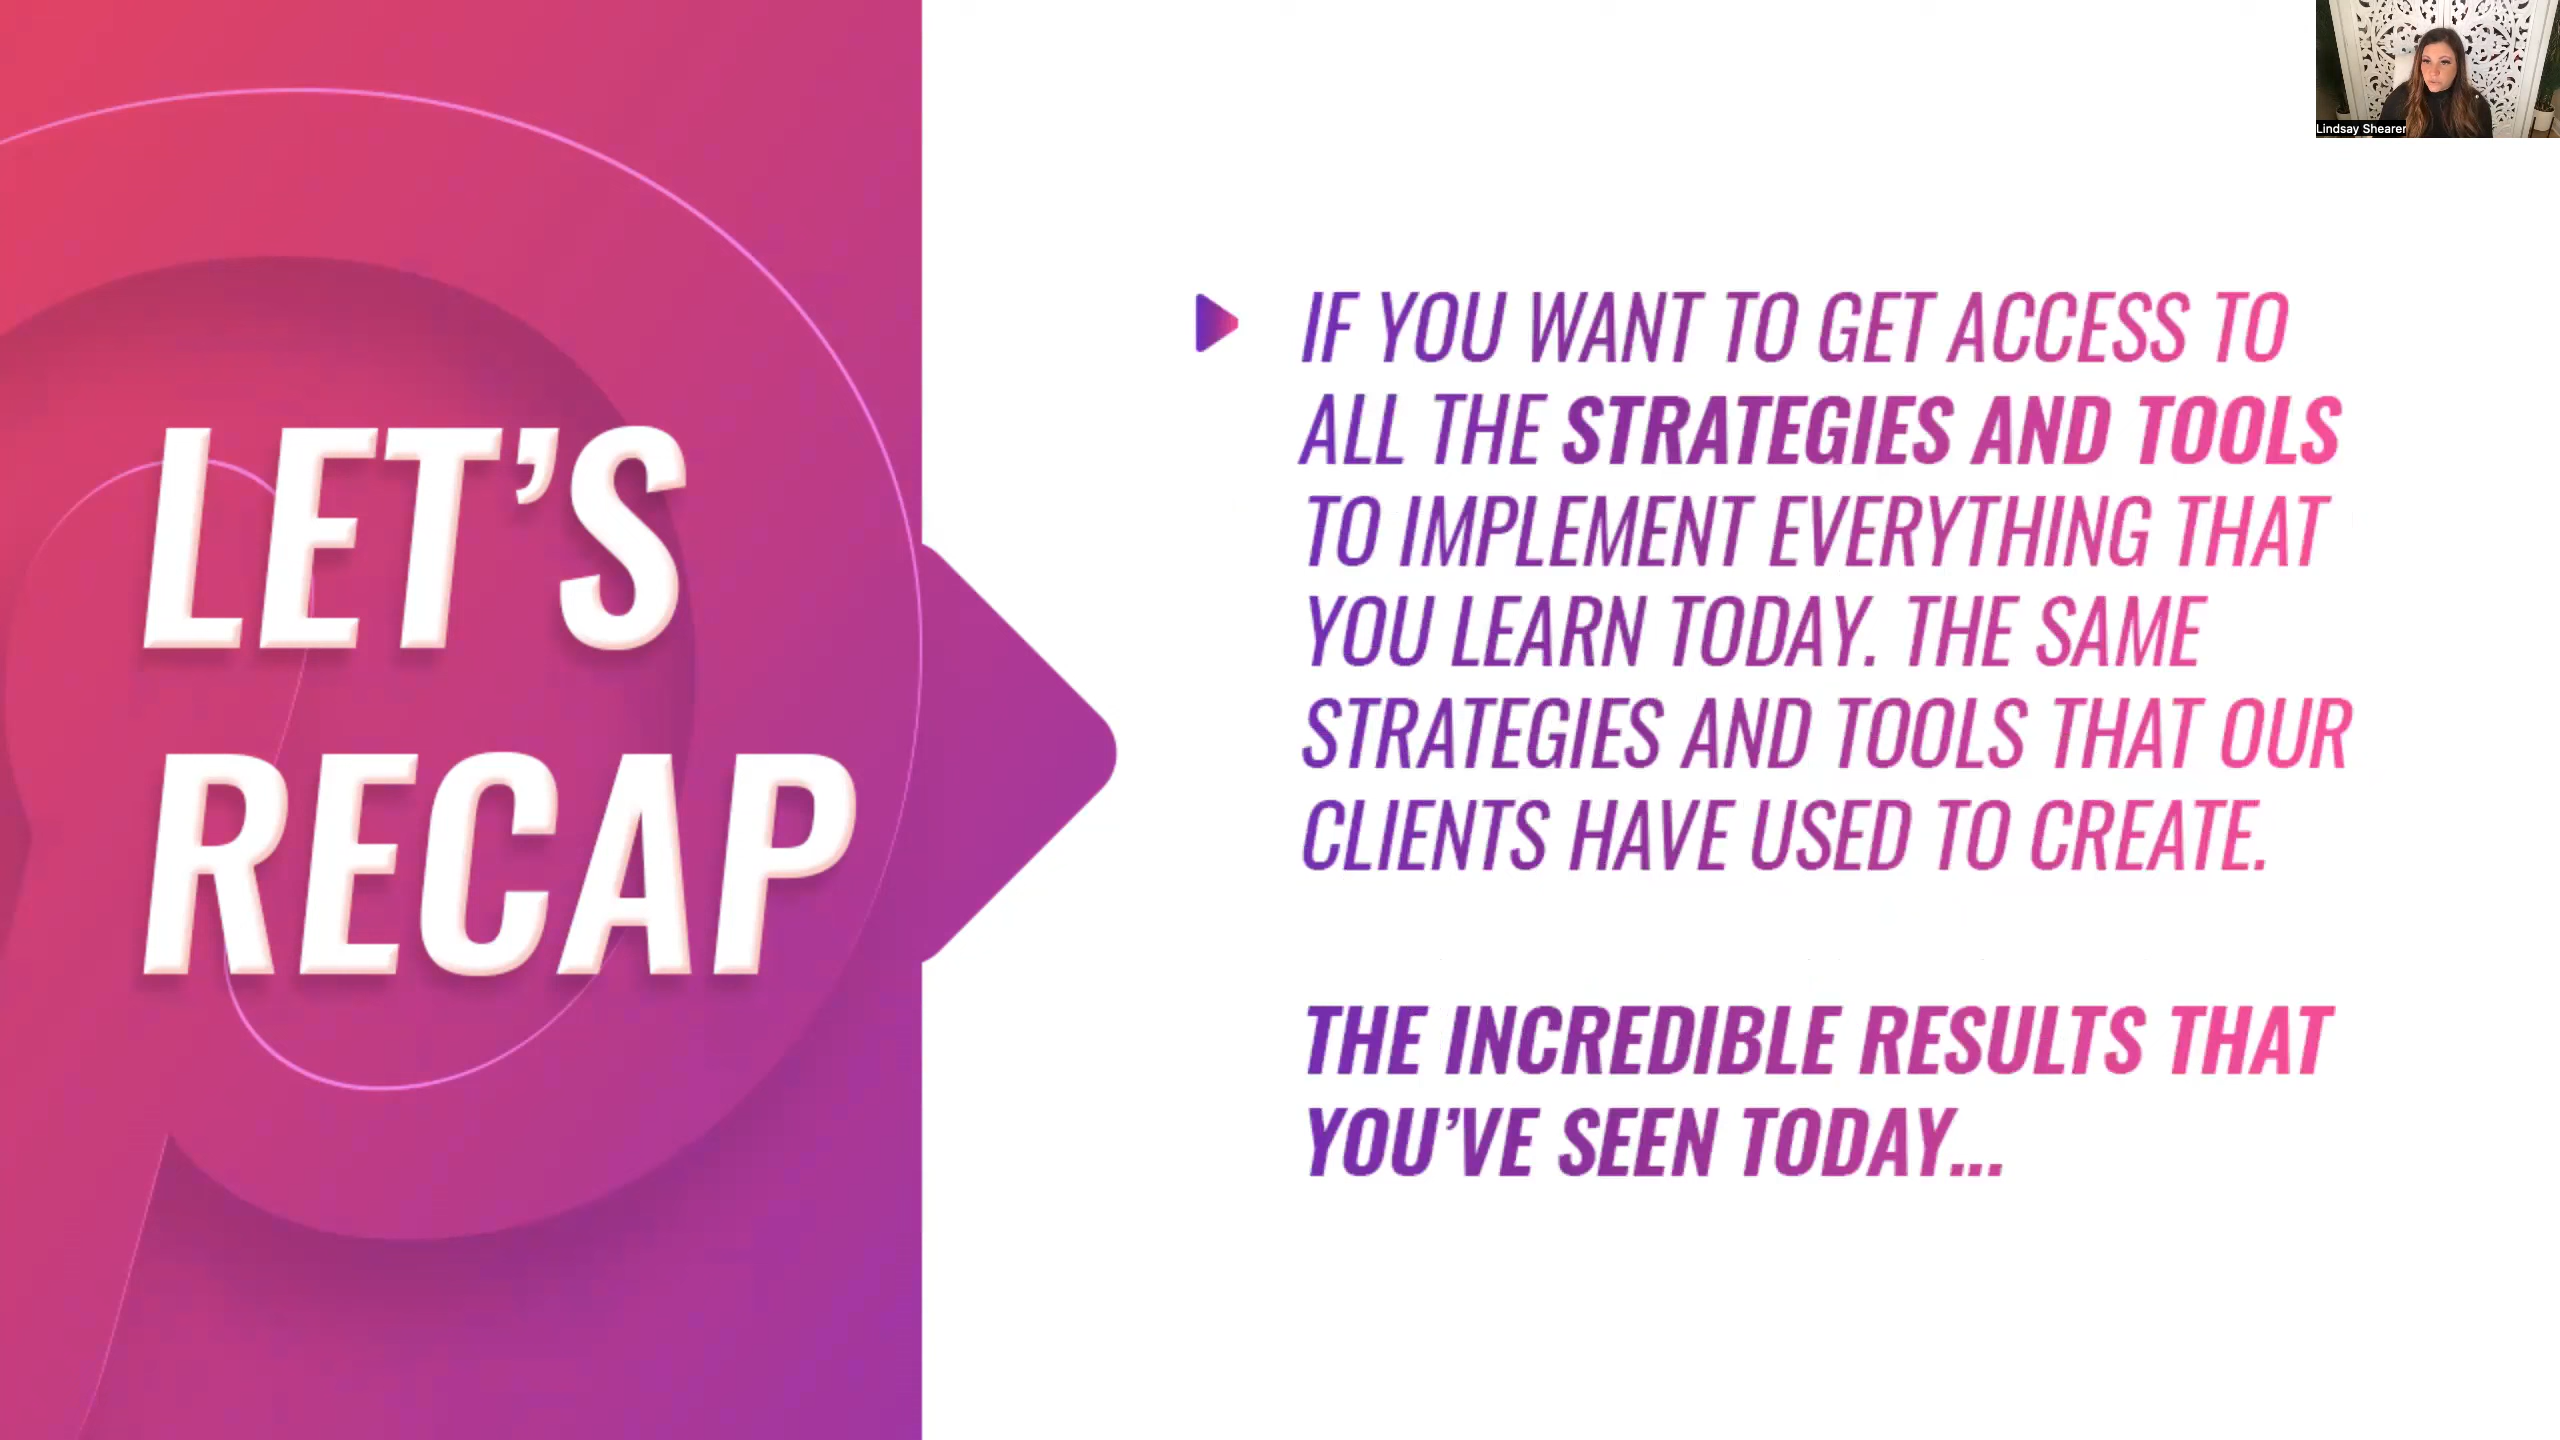 Lindsay Shearer
LET’S
RECAP
IF YOU WANT TO GET ACCESS TO
ALL THE STRATEGIES AND TOOLS
TO IMPLEMENT EVERYTHING THAT
YOU LEARN TODAY. THE SAME
STRATEGIES AND TOOLS THAT OUR
CLIENTS HAVE USED TO CREATE.
THE INCREDIBLE RESULTS THAT
YOU’VE SEEN TODAY...